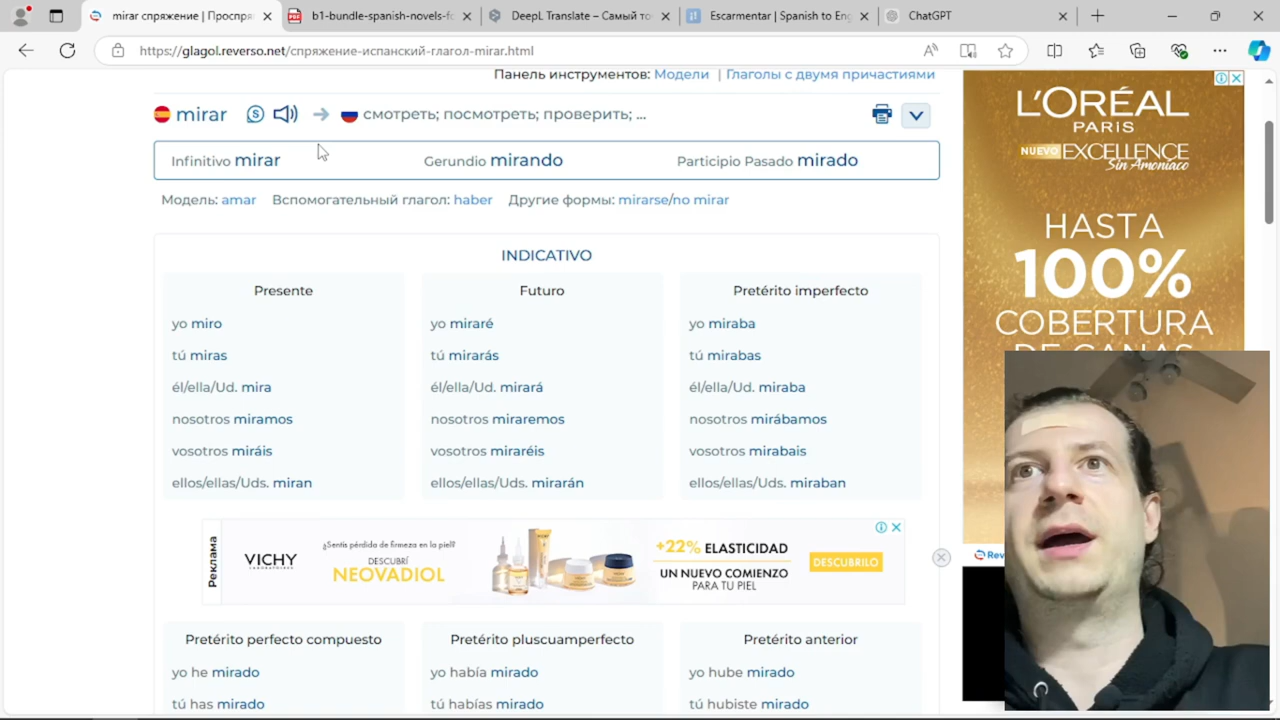 mirar спряжение | Проспря
b1-bundle-spanish-novels-fo
DeepL Translate – Самый то
Escarmentar | Spanish to Eng
ChatGPT
https://glagol.reverso.net/спряжение-испанский-глагол-mirar.html
Панель инструментов: Модели | Глаголы с двумя причастиями
mirar смотреть; посмотреть; проверить; ...
Infinitivo mirar Gerundio mirando Participio Pasado mirado
Модель: amar Вспомогательный глагол: haber Другие формы: mirarse/no mirar
INDICATIVO
Presente
yo miro
tú miras
él/ella/Ud. mira
nosotros miramos
vosotros miráis
ellos/ellas/Uds. miran
Futuro
yo miraré
tú mirarás
él/ella/Ud. mirará
nosotros miraremos
vosotros miraréis
ellos/ellas/Uds. mirarán
Pretérito imperfecto
yo miraba
tú mirabas
él/ella/Ud. miraba
nosotros mirábamos
vosotros mirabais
ellos/ellas/Uds. miraban
Реклама
VICHY
LABORATOIRES
¿Sentís pérdida de firmeza en la piel?
DESCUBRÍ
NEOVADIOL
+22% ELASTICIDAD
UN NUEVO COMIENZO
PARA TU PIEL
DESCUBRILO
Pretérito perfecto compuesto
yo he mirado
tú has mirado
Pretérito pluscuamperfecto
yo había mirado
tú habías mirado
Pretérito anterior
yo hube mirado
tú hubiste mirado
L'ORÉAL
PARIS
NUEVO EXCELLENCE
Sin Amoníaco
HASTA
100%
COBERTURA
DE CANAS
Rev